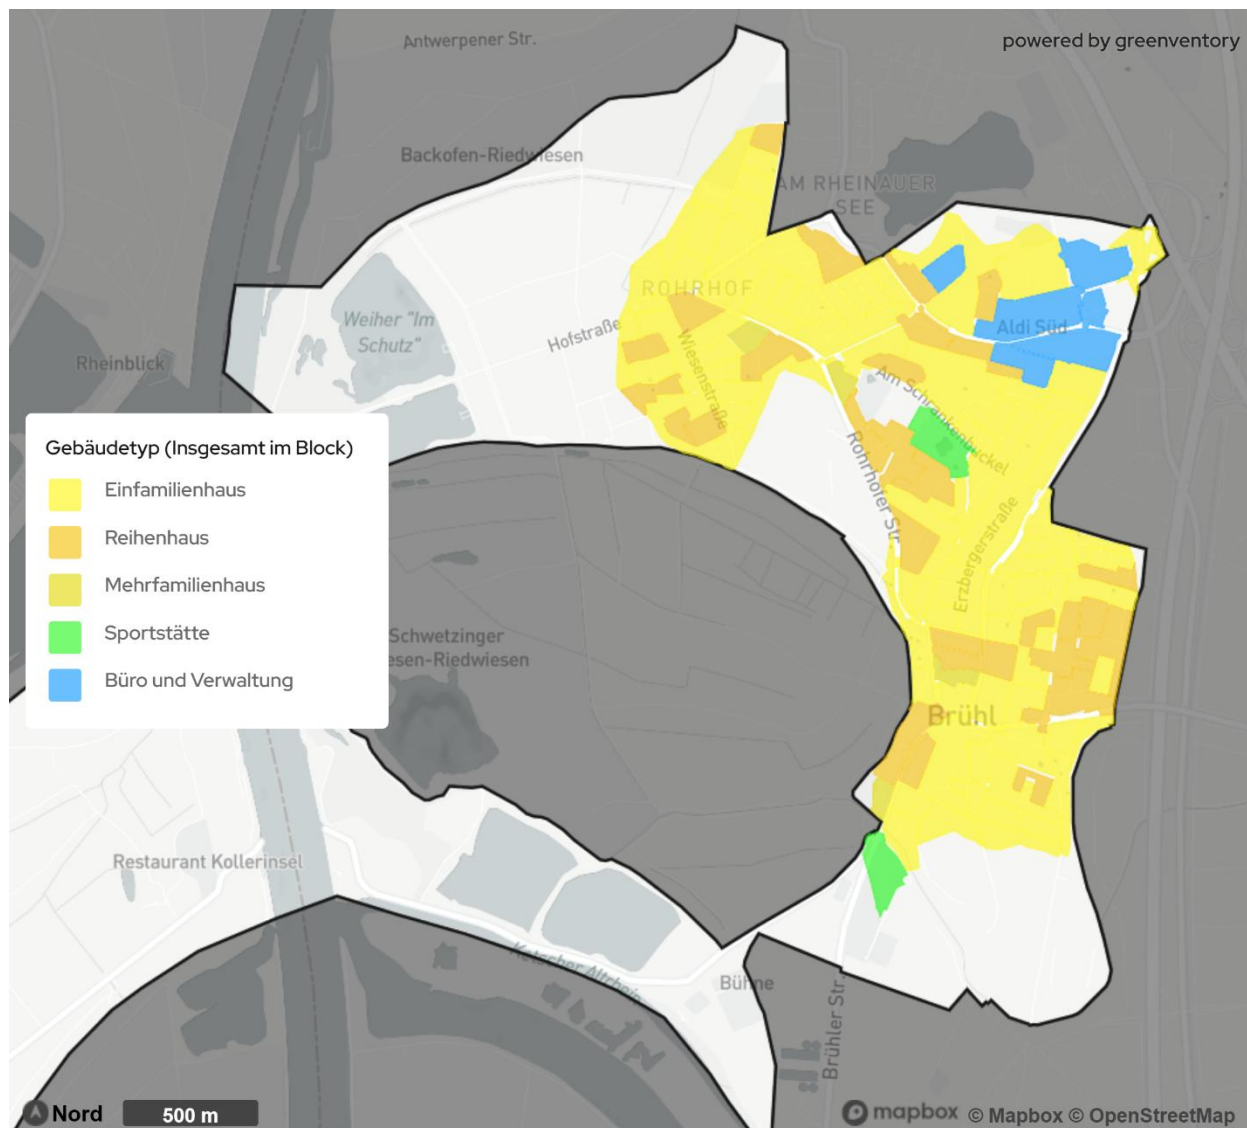 Antwerpener Str.
powered by greenventory
Backofen-Riedwiesen
AM RHEINAUER
SEE
ROHRHOF
Weiher "Im
Schutz"
Hofstraße
Wiesenstraße
Aldi Süd
Rheinblick
Am Schrankenbuckel
Rohrhofer Str.
Gebäudetyp (Insgesamt im Block)
Einfamilienhaus
Reihenhaus
Mehrfamilienhaus
Sportstätte
Büro und Verwaltung
Erzbergerstraße
Schwetzinger
esen-Riedwiesen
Brühl
Restaurant Kollerinsel
Ketscher Altrhein
Bühne
Brühler Str.
Nord
500 m
mapbox
© Mapbox © OpenStreetMap